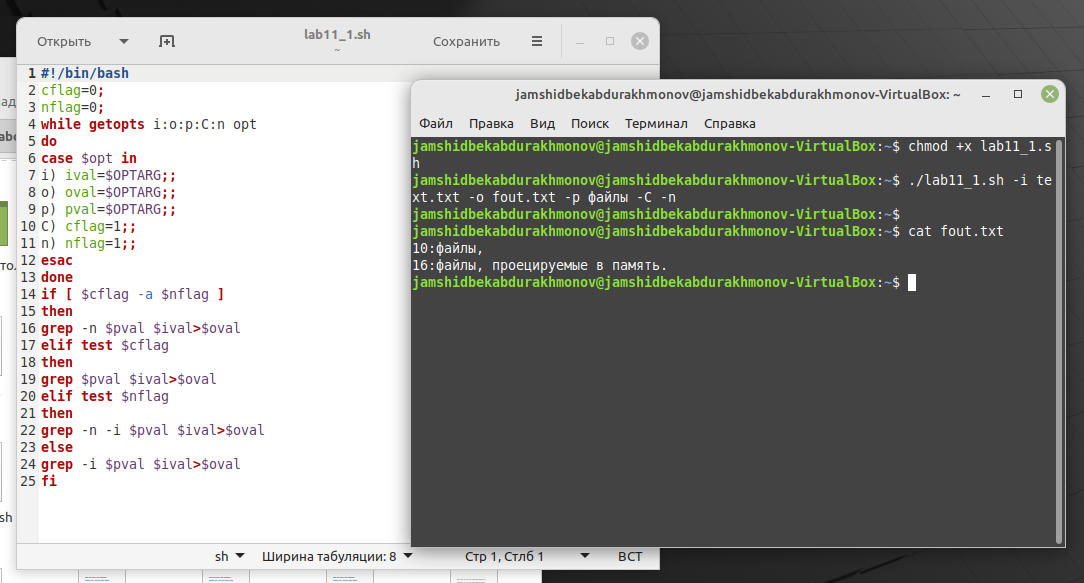 Открыть
lab11_1.sh
~
Сохранить
1 #!/bin/bash
2 cflag=0;
3 nflag=0;
4 while getopts i:o:p:C:n opt
5 do
6 case $opt in
7 i) ival=$OPTARG;;
8 o) oval=$OPTARG;;
9 p) pval=$OPTARG;;
10 C) cflag=1;;
11 n) nflag=1;;
12 esac
13 done
14 if [ $cflag -a $nflag ]
15 then
16 grep -n $pval $ival>$oval
17 elif test $cflag
18 then
19 grep $pval $ival>$oval
20 elif test $nflag
21 then
22 grep -n -i $pval $ival>$oval
23 else
24 grep -i $pval $ival>$oval
25 fi
sh Ширина табуляции: 8 Стр 1, Стлб 1 ВСТ
jamshidbekabdurakhmonov@jamshidbekabdurakhmonov-VirtualBox: ~
Файл Правка Вид Поиск Терминал Справка
jamshidbekabdurakhmonov@jamshidbekabdurakhmonov-VirtualBox:~$ chmod +x lab11_1.s
h
jamshidbekabdurakhmonov@jamshidbekabdurakhmonov-VirtualBox:~$ ./lab11_1.sh -i te
xt.txt -o fout.txt -p файлы -C -n
jamshidbekabdurakhmonov@jamshidbekabdurakhmonov-VirtualBox:~$
jamshidbekabdurakhmonov@jamshidbekabdurakhmonov-VirtualBox:~$ cat fout.txt
10:файлы,
16:файлы, проецируемые в память.
jamshidbekabdurakhmonov@jamshidbekabdurakhmonov-VirtualBox:~$
sh